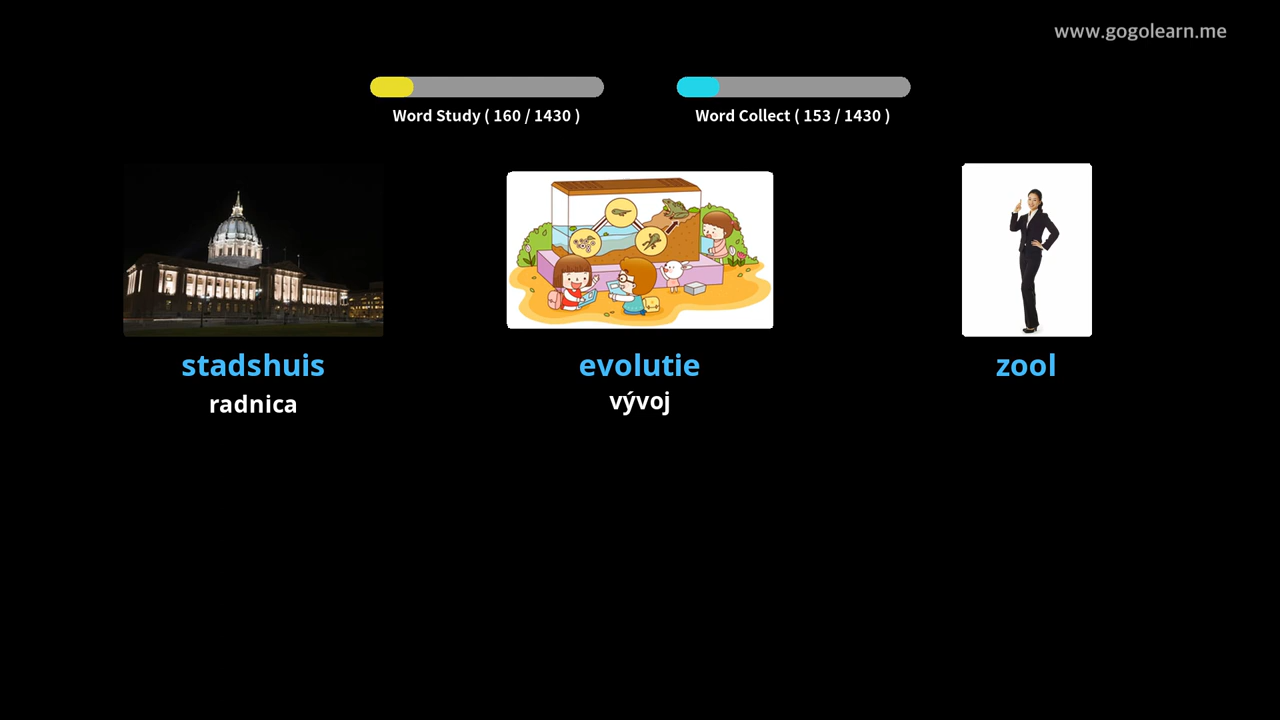 www.gogolearn.me
Word Study ( 160 / 1430 )
Word Collect ( 153 / 1430 )
stadshuis
evolutie
zool
radnica
vývoj